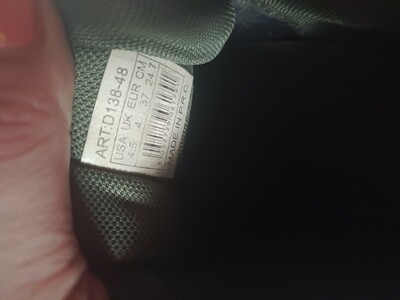 ART:D138-48
USA UK EUR CM
4.5 4 37 24.7
MADE IN P.R.C